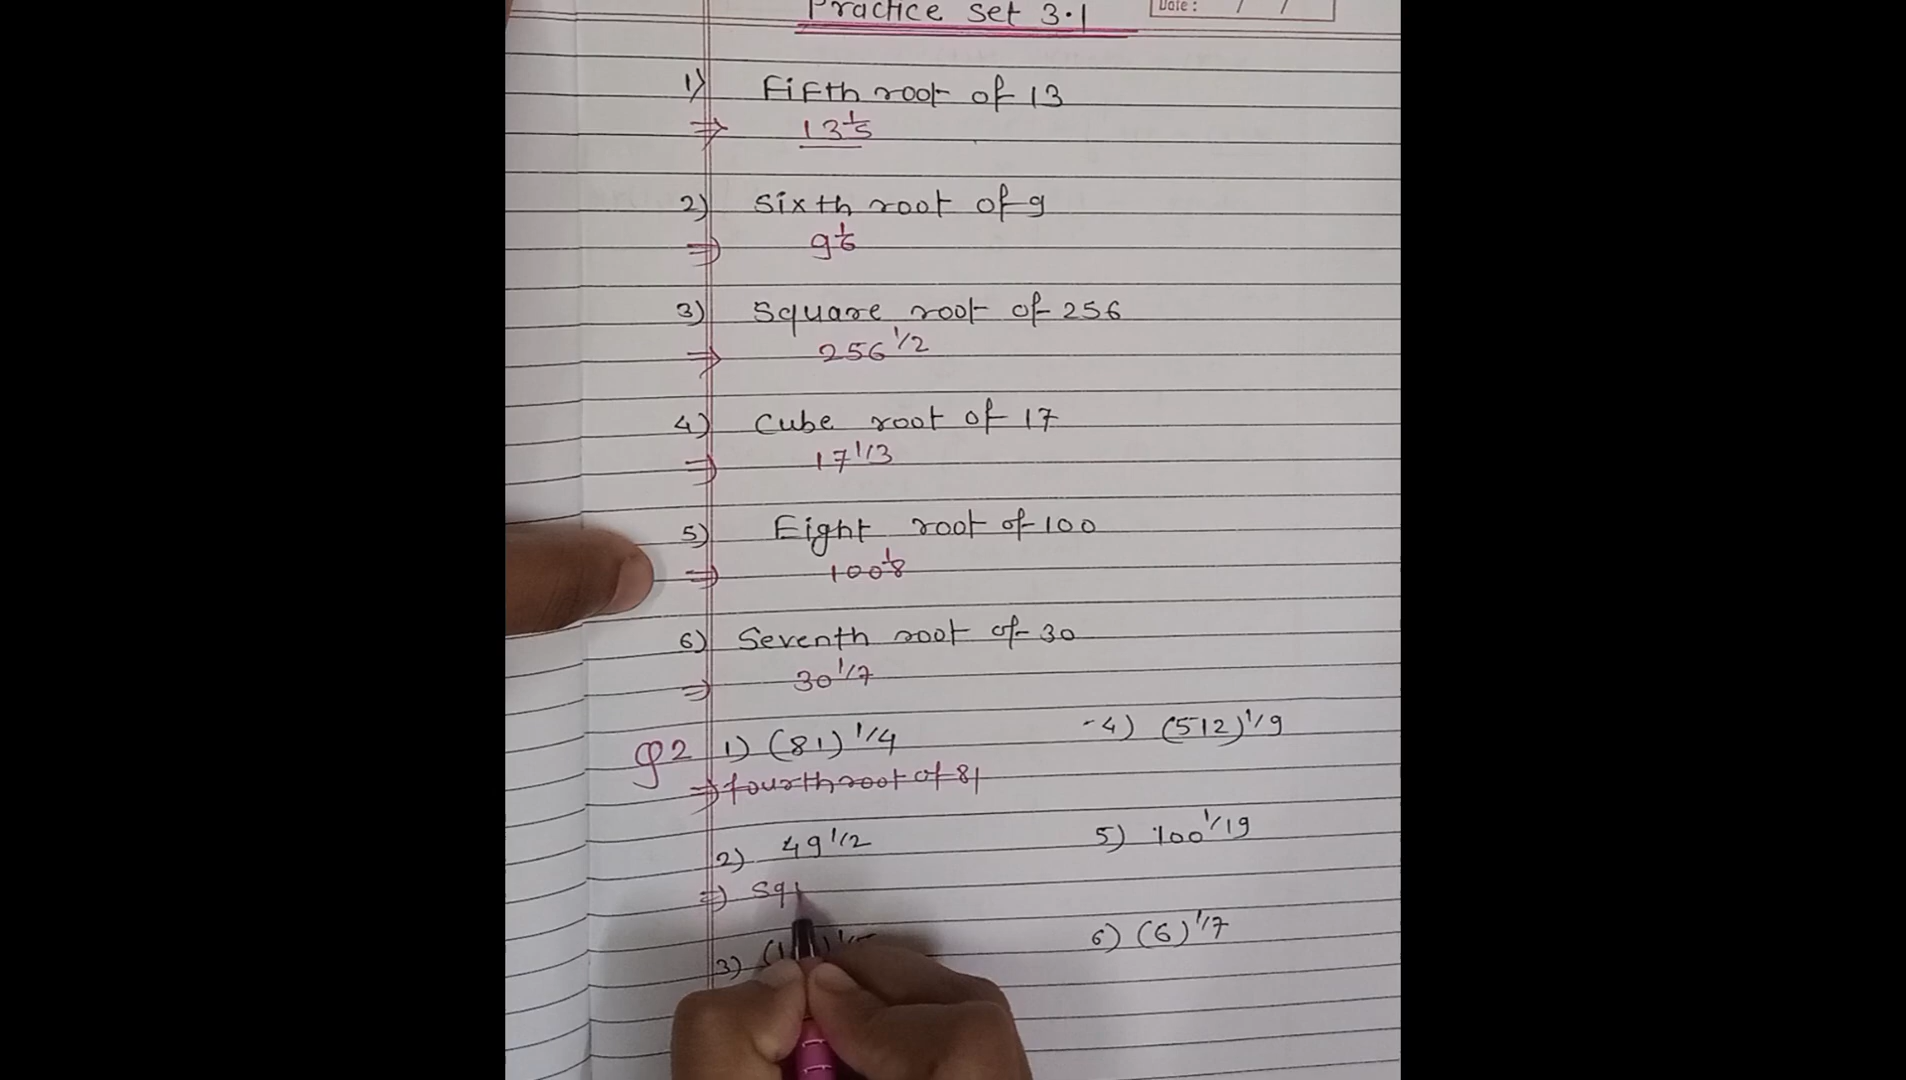 Practice set 3.1
Date : / /
1) Fifth root of 13
⇒ 13 1/5
2) Sixth root of 9
⇒ 9 1/6
3) Square root of 256
⇒ 256 1/2
4) Cube root of 17
⇒ 17 1/3
5) Eight root of 100
⇒ 100 1/8
6) Seventh root of 30
⇒ 30 1/7
Q2 1) (81) 1/4
⇒ fourth root of 81
2) 49 1/2
⇒ Sq
3)
4) (512) 1/9
5) 100 1/19
6) (6) 1/7